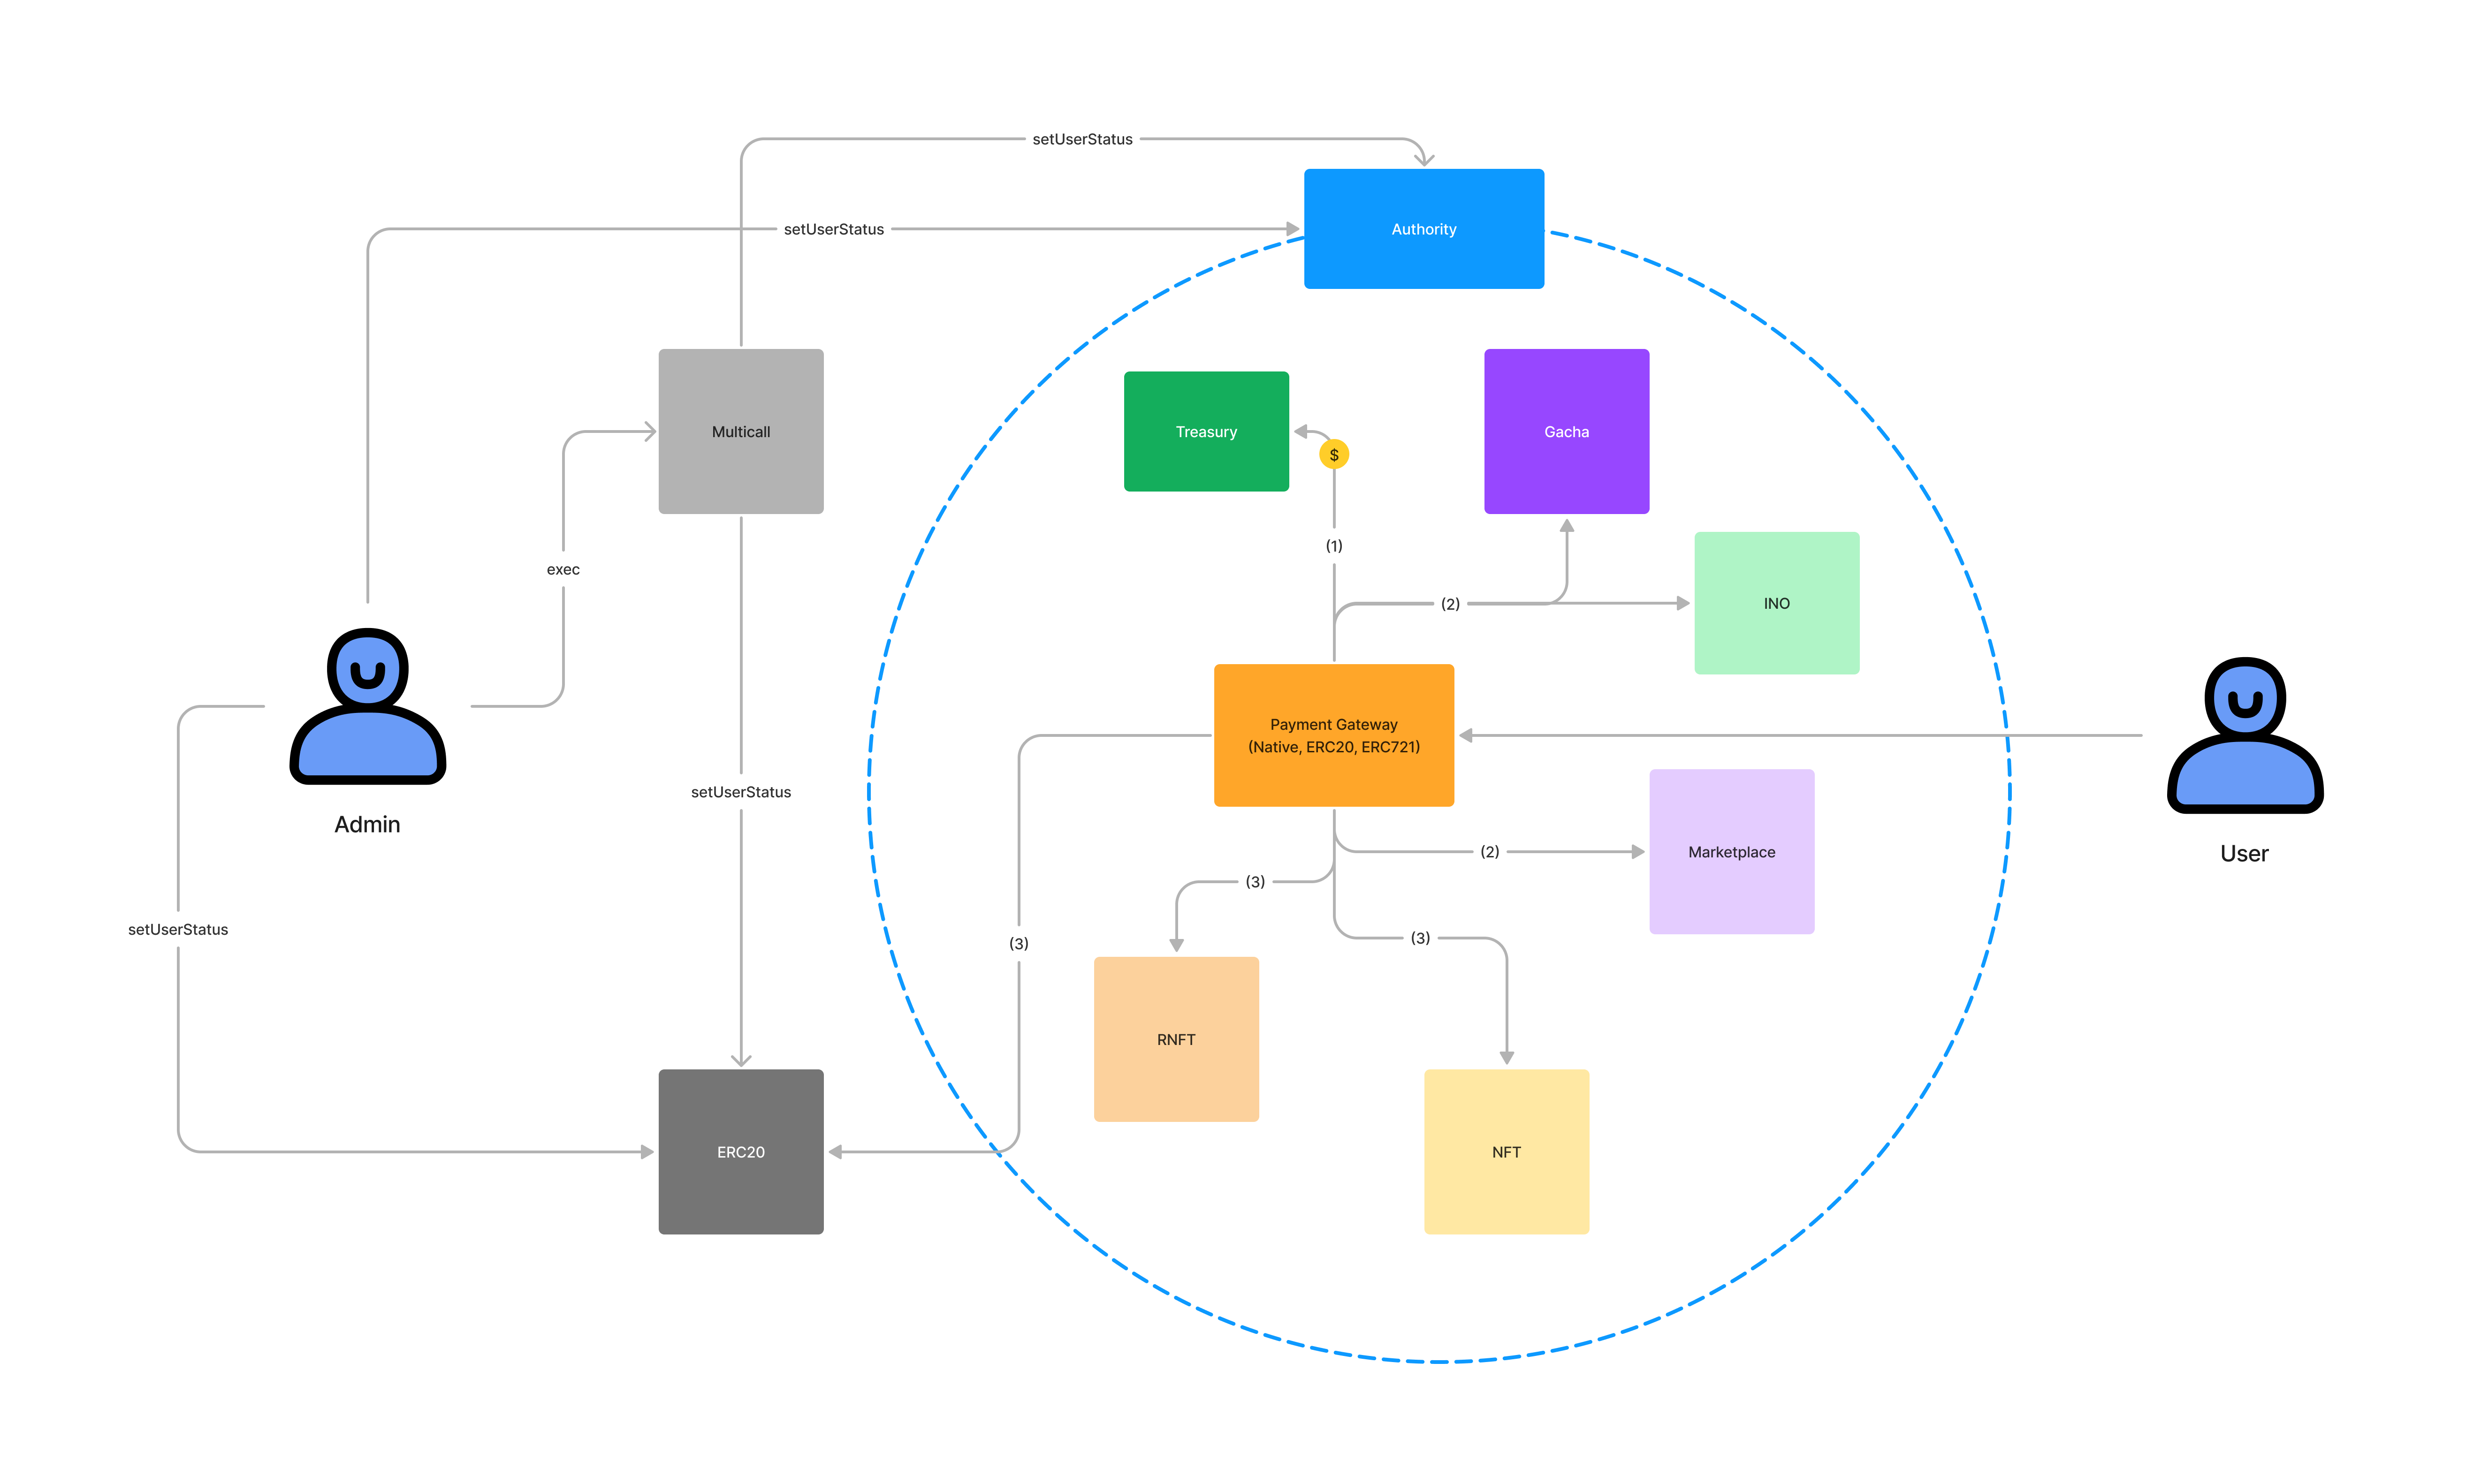 setUserStatus
setUserStatus
Authority
Multicall
Treasury
$
Gacha
(1)
exec
(2)
INO
Payment Gateway
(Native, ERC20, ERC721)
setUserStatus
Admin
(2)
Marketplace
User
(3)
setUserStatus
(3)
(3)
RNFT
ERC20
NFT